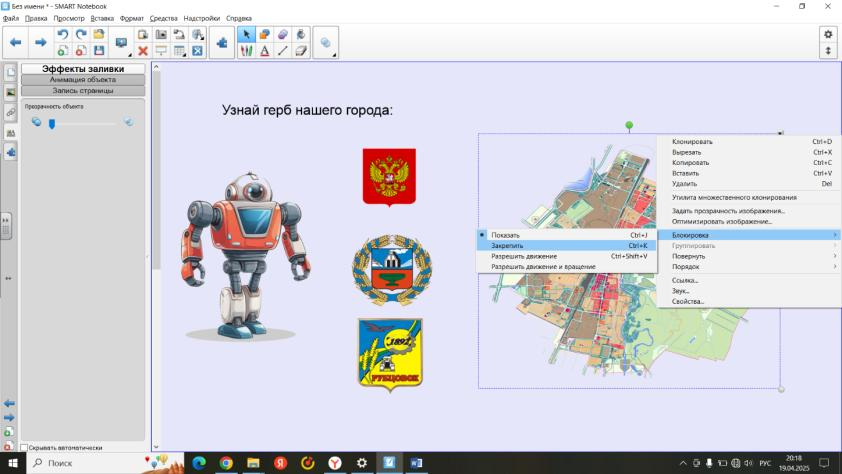 Без имени * - SMART Notebook
Файл Правка Просмотр Вставка Формат Средства Надстройки Справка
Эффекты заливки
Анимация объекта
Запись страницы
Прозрачность объекта
Узнай герб нашего города:
1892
РУБЦОВСК
Клонировать Ctrl+D
Вырезать Ctrl+X
Копировать Ctrl+C
Вставить Ctrl+V
Удалить Del
Утилита множественного клонирования
Задать прозрачность изображения...
Оптимизировать изображение...
Блокировка
Группировать
Повернуть
Порядок
Ссылка...
Звук...
Свойства...
Показать Ctrl+J
Закрепить Ctrl+K
Разрешить движение Ctrl+Shift+V
Разрешить движение и вращение
Скрывать автоматически
Поиск
РУС
20:18
19.04.2025